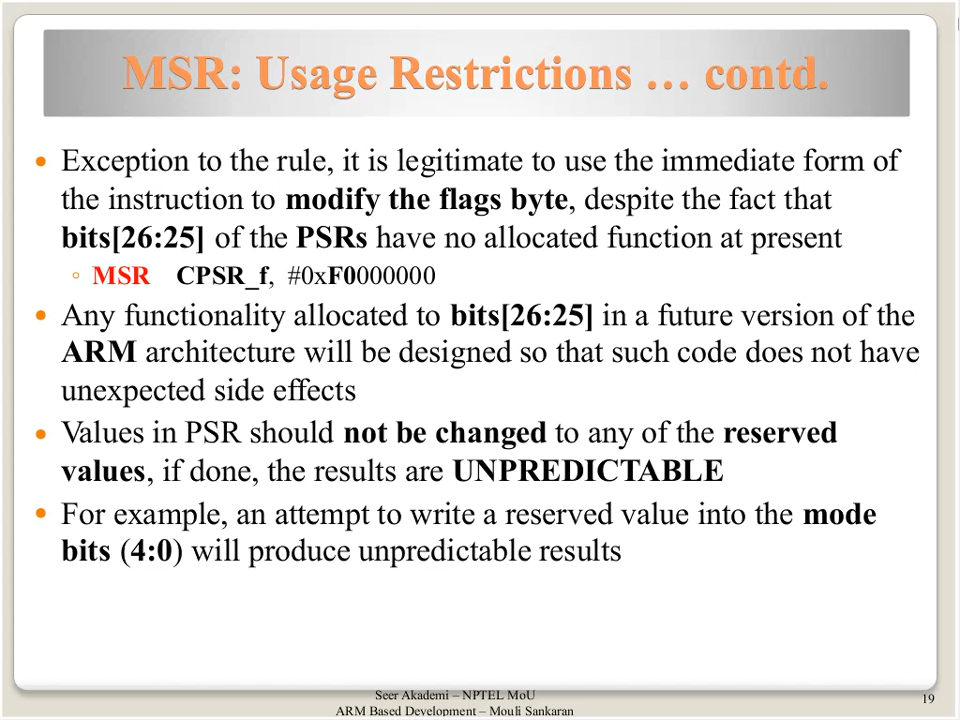 MSR: Usage Restrictions … contd.
• Exception to the rule, it is legitimate to use the immediate form of
the instruction to modify the flags byte, despite the fact that
bits[26:25] of the PSRs have no allocated function at present
◦ MSR CPSR_f, #0xF0000000
• Any functionality allocated to bits[26:25] in a future version of the
ARM architecture will be designed so that such code does not have
unexpected side effects
• Values in PSR should not be changed to any of the reserved
values, if done, the results are UNPREDICTABLE
• For example, an attempt to write a reserved value into the mode
bits (4:0) will produce unpredictable results
Seer Akademi – NPTEL MoU
ARM Based Development – Mouli Sankaran
19